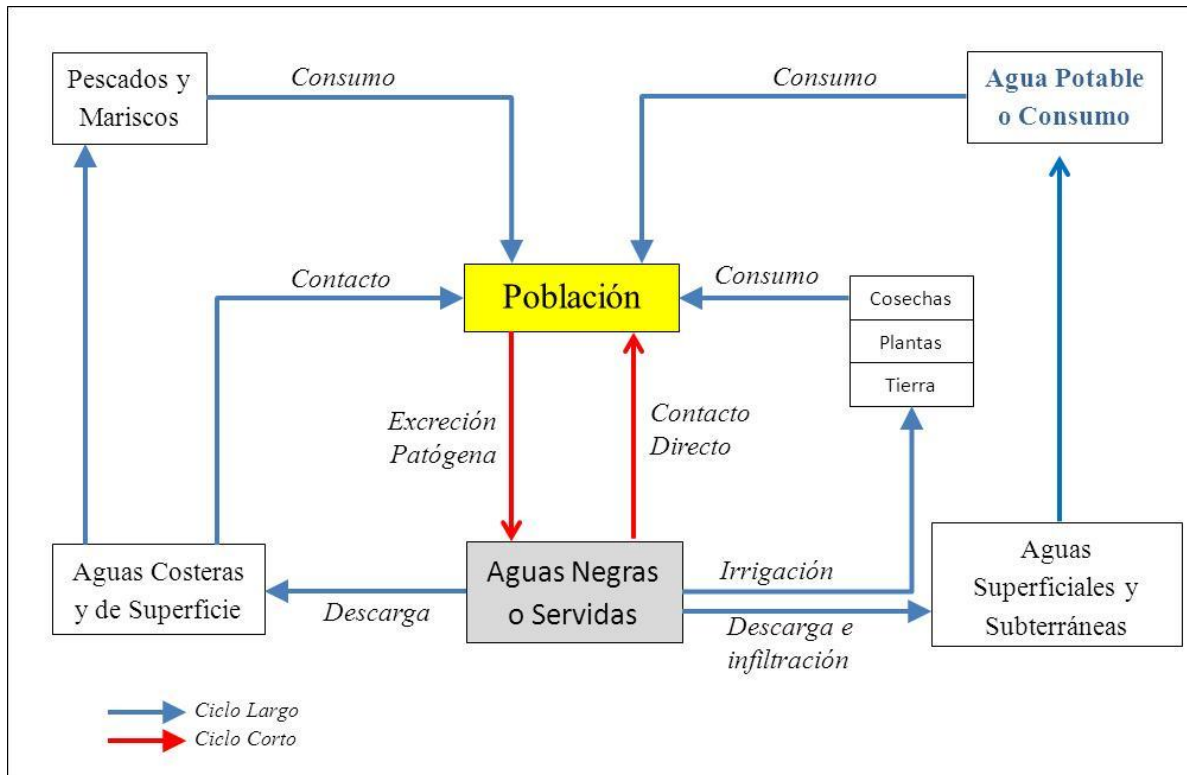 Pescados y
Mariscos
Consumo
Consumo
Agua Potable
o Consumo
Contacto
Población
Consumo
Cosechas
Plantas
Tierra
Excreción
Patógena
Contacto
Directo
Aguas Costeras
y de Superficie
Descarga
Aguas Negras
o Servidas
Irrigación
Descarga e
infiltración
Aguas
Superficiales y
Subterráneas
Ciclo Largo
Ciclo Corto